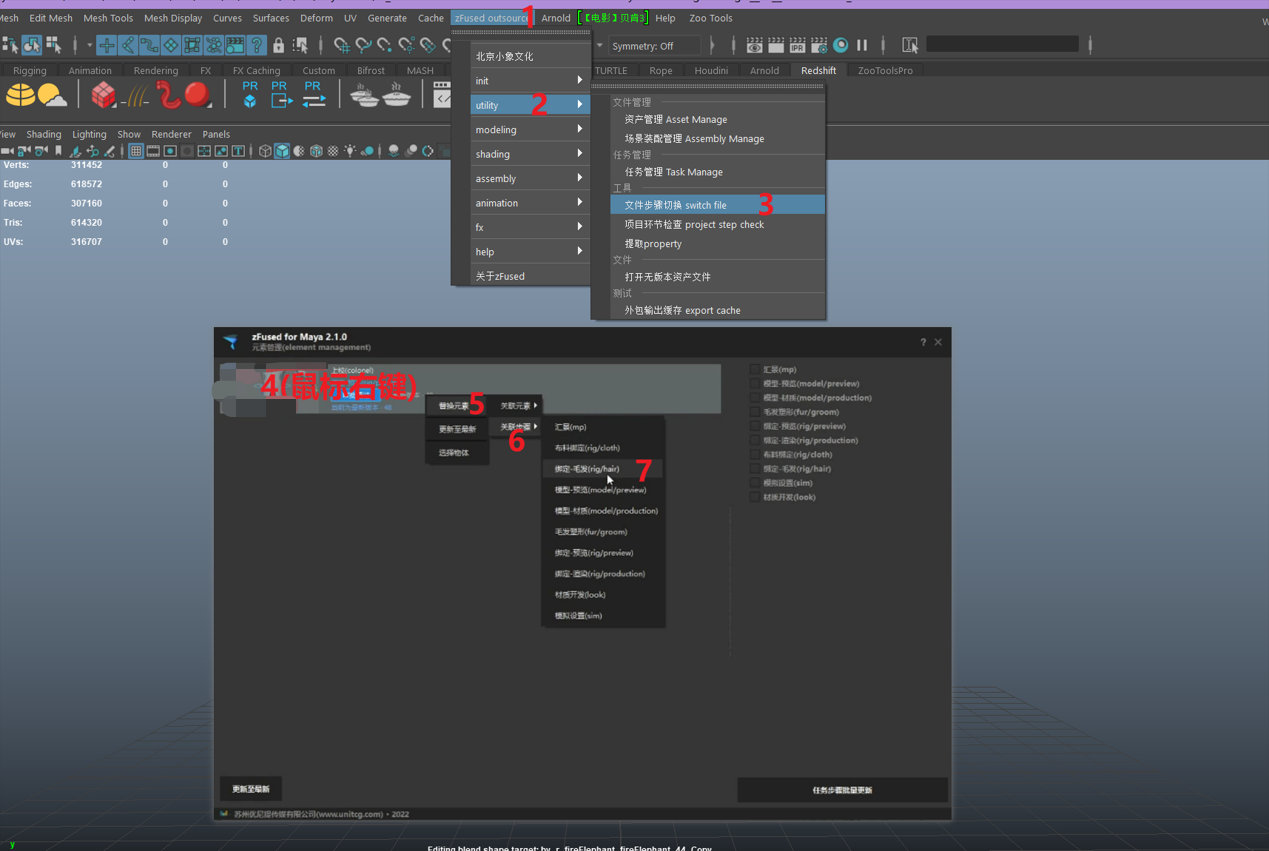 Mesh Edit Mesh Mesh Tools Mesh Display Curves Surfaces Deform UV Generate Cache zFused outsource 1 Arnold [【电影】贝肯3] Help Zoo Tools
Symmetry: Off
IPR
Rigging Animation Rendering FX FX Caching Custom Bifrost MASH TURTLE Rope Houdini Arnold Redshift ZooToolsPro
PR PR PR
View Shading Lighting Show Renderer Panels
Verts: 311452 0 0
Edges: 618572 0 0
Faces: 307160 0 0
Tris: 614320 0 0
UVs: 316707 0 0
北京小象文化
init
utility 2
modeling
shading
assembly
animation
fx
help
关于zFused
文件管理
资产管理 Asset Manage
场景装配管理 Assembly Manage
任务管理
任务管理 Task Manage
工具
文件步骤切换 switch file 3
项目环节检查 project step check
提取property
文件
打开无版本资产文件
测试
外包输出缓存 export cache
zFused for Maya 2.1.0
元素管理(element management)
? ×
上校(colonel)
4(鼠标右键)
当前为最新版本 - 48
替换元素 5
更新至最新
选择物体
关联元素
关联步骤
6
汇景(mp)
布料绑定(rig/cloth)
绑定-毛发(rig/hair) 7
模型-预览(model/preview)
模型-材质(model/production)
毛发整形(fur/groom)
绑定-预览(rig/preview)
绑定-渲染(rig/production)
材质开发(look)
模拟设置(sim)
汇景(mp)
模型-预览(model/preview)
模型-材质(model/production)
毛发整形(fur/groom)
绑定-预览(rig/preview)
绑定-渲染(rig/production)
布料绑定(rig/cloth)
绑定-毛发(rig/hair)
模拟设置(sim)
材质开发(look)
更新至最新
任务步骤批量更新
苏州优尼提传媒有限公司(www.unitcg.com) • 2022
y
Editing blend shape target: by_r_fireElephant_fireElephant_44_Copy